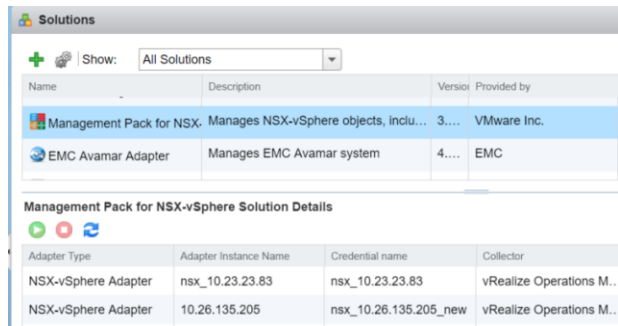 Solutions
Show: All Solutions
Name Description Version Provided by
Management Pack for NSX- Manages NSX-vSphere objects, inclu... 3.... VMware Inc.
EMC Avamar Adapter Manages EMC Avamar system 4.... EMC
Management Pack for NSX-vSphere Solution Details
Adapter Type Adapter Instance Name Credential name Collector
NSX-vSphere Adapter nsx_10.23.23.83 nsx_10.23.23.83 vRealize Operations M...
NSX-vSphere Adapter 10.26.135.205 nsx_10.26.135.205_new vRealize Operations M...